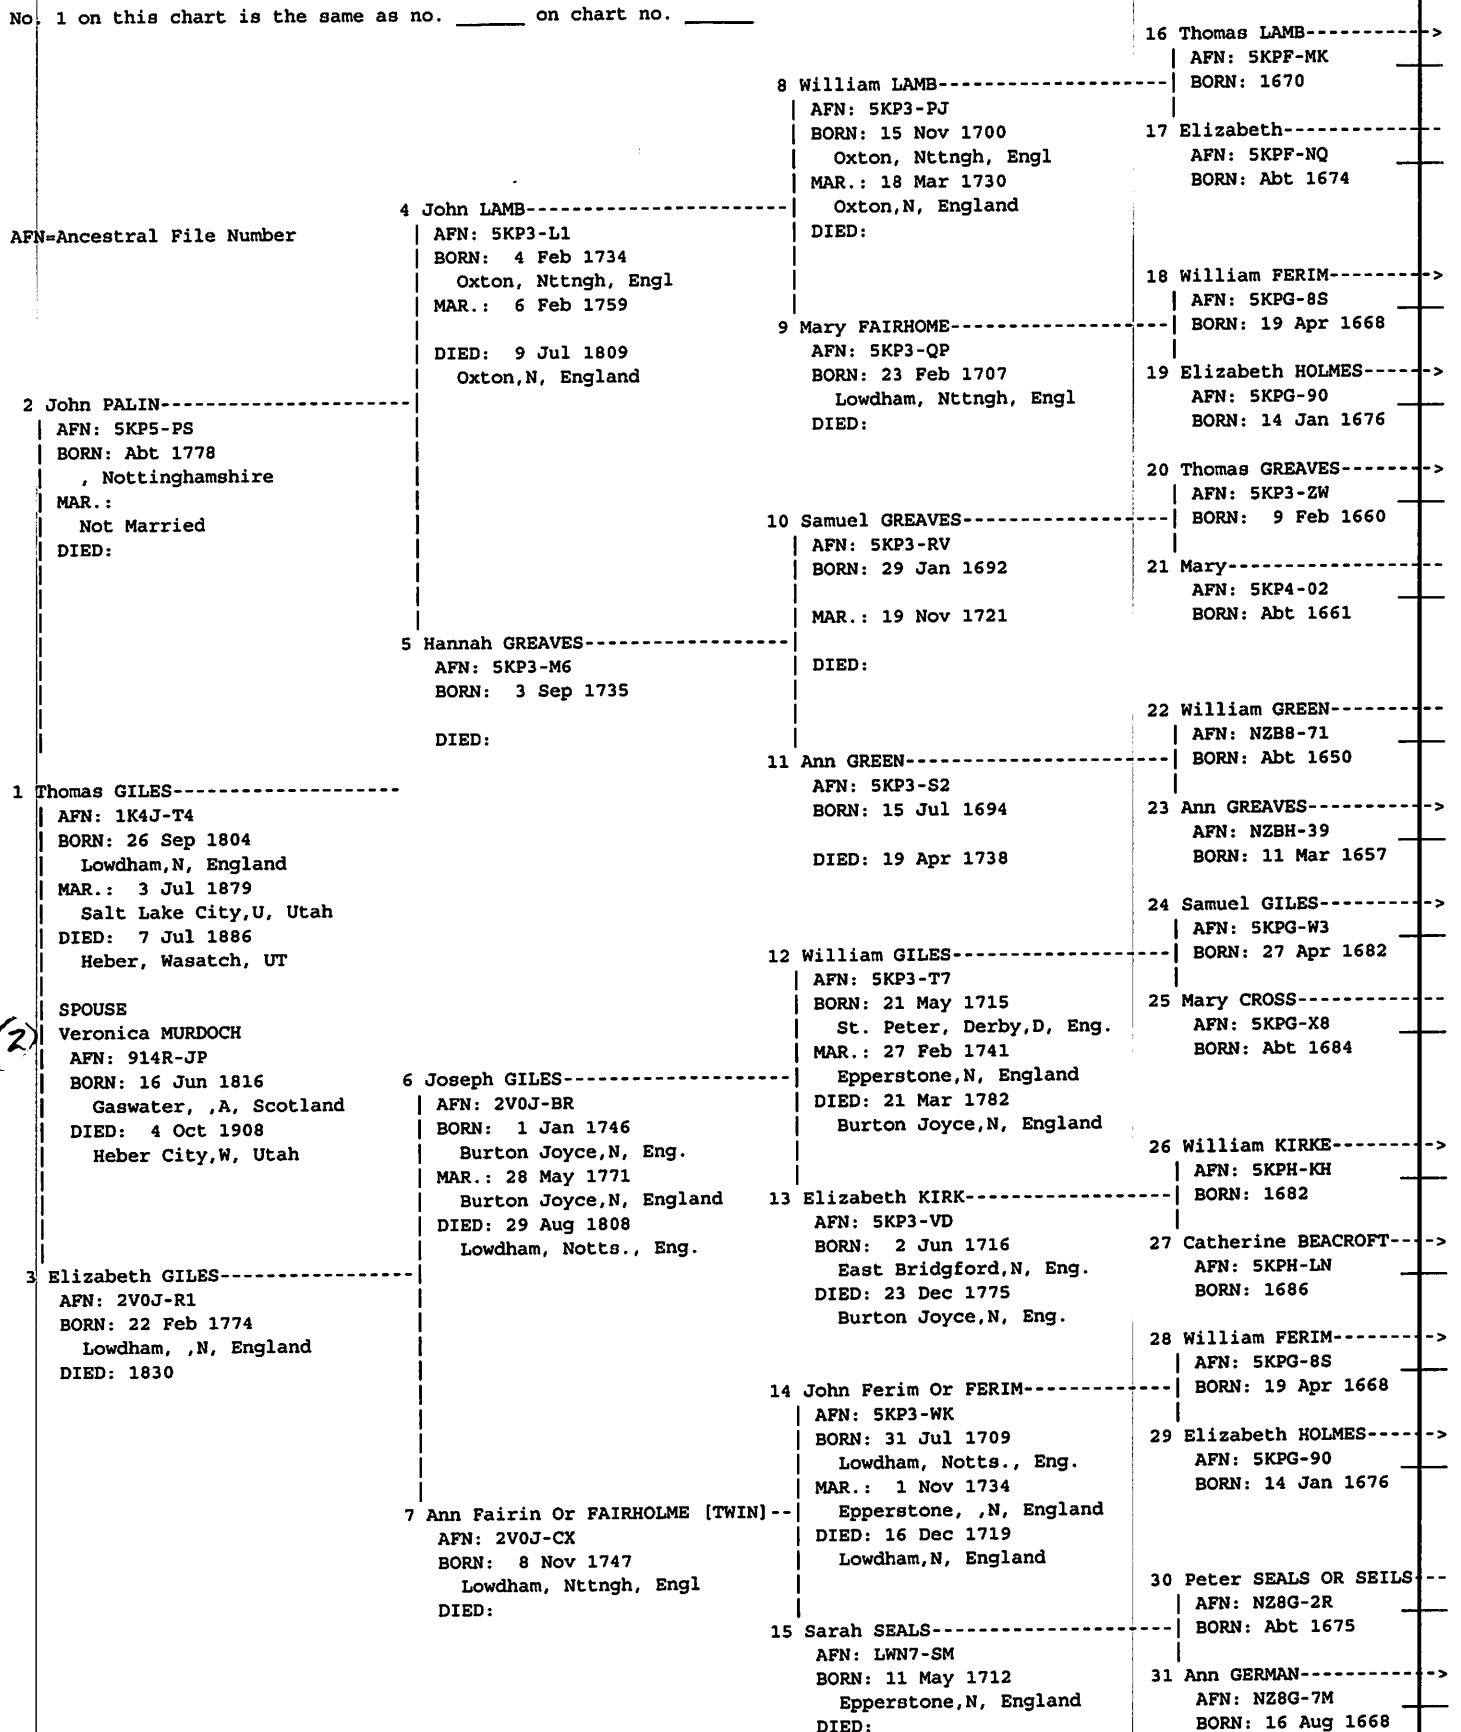 No. 1 on this chart is the same as no. _____ on chart no. _____
AFN=Ancestral File Number
2 John PALIN
AFN: 5KP5-PS
BORN: Abt 1778
, Nottinghamshire
MAR.:
Not Married
DIED:
1 Thomas GILES
AFN: 1K4J-T4
BORN: 26 Sep 1804
Lowdham,N, England
MAR.: 3 Jul 1879
Salt Lake City,U, Utah
DIED: 7 Jul 1886
Heber, Wasatch, UT
SPOUSE
(2) Veronica MURDOCH
AFN: 914R-JP
BORN: 16 Jun 1816
Gaswater, ,A, Scotland
DIED: 4 Oct 1908
Heber City,W, Utah
3 Elizabeth GILES
AFN: 2V0J-R1
BORN: 22 Feb 1774
Lowdham, ,N, England
DIED: 1830
4 John LAMB
AFN: 5KP3-L1
BORN: 4 Feb 1734
Oxton, Nttngh, Engl
MAR.: 6 Feb 1759
DIED: 9 Jul 1809
Oxton,N, England
5 Hannah GREAVES
AFN: 5KP3-M6
BORN: 3 Sep 1735
DIED:
6 Joseph GILES
AFN: 2V0J-BR
BORN: 1 Jan 1746
Burton Joyce,N, Eng.
MAR.: 28 May 1771
Burton Joyce,N, England
DIED: 29 Aug 1808
Lowdham, Notts., Eng.
7 Ann Fairin Or FAIRHOLME [TWIN]
AFN: 2V0J-CX
BORN: 8 Nov 1747
Lowdham, Nttngh, Engl
DIED:
8 William LAMB
AFN: 5KP3-PJ
BORN: 15 Nov 1700
Oxton, Nttngh, Engl
MAR.: 18 Mar 1730
Oxton,N, England
DIED:
9 Mary FAIRHOME
AFN: 5KP3-QP
BORN: 23 Feb 1707
Lowdham, Nttngh, Engl
DIED:
10 Samuel GREAVES
AFN: 5KP3-RV
BORN: 29 Jan 1692
MAR.: 19 Nov 1721
DIED:
11 Ann GREEN
AFN: 5KP3-S2
BORN: 15 Jul 1694
DIED: 19 Apr 1738
12 William GILES
AFN: 5KP3-T7
BORN: 21 May 1715
St. Peter, Derby,D, Eng.
MAR.: 27 Feb 1741
Epperstone,N, England
DIED: 21 Mar 1782
Burton Joyce,N, England
13 Elizabeth KIRK
AFN: 5KP3-VD
BORN: 2 Jun 1716
East Bridgford,N, Eng.
DIED: 23 Dec 1775
Burton Joyce,N, Eng.
14 John Ferim Or FERIM
AFN: 5KP3-WK
BORN: 31 Jul 1709
Lowdham, Notts., Eng.
MAR.: 1 Nov 1734
Epperstone, ,N, England
DIED: 16 Dec 1719
Lowdham,N, England
15 Sarah SEALS
AFN: LWN7-SM
BORN: 11 May 1712
Epperstone,N, England
DIED:
16 Thomas LAMB
AFN: 5KPF-MK
BORN: 1670
17 Elizabeth
AFN: 5KPF-NQ
BORN: Abt 1674
18 William FERIM
AFN: 5KPG-8S
BORN: 19 Apr 1668
19 Elizabeth HOLMES
AFN: 5KPG-90
BORN: 14 Jan 1676
20 Thomas GREAVES
AFN: 5KP3-ZW
BORN: 9 Feb 1660
21 Mary
AFN: 5KP4-02
BORN: Abt 1661
22 William GREEN
AFN: NZB8-71
BORN: Abt 1650
23 Ann GREAVES
AFN: NZBH-39
BORN: 11 Mar 1657
24 Samuel GILES
AFN: 5KPG-W3
BORN: 27 Apr 1682
25 Mary CROSS
AFN: 5KPG-X8
BORN: Abt 1684
26 William KIRKE
AFN: 5KPH-KH
BORN: 1682
27 Catherine BEACROFT
AFN: 5KPH-LN
BORN: 1686
28 William FERIM
AFN: 5KPG-8S
BORN: 19 Apr 1668
29 Elizabeth HOLMES
AFN: 5KPG-90
BORN: 14 Jan 1676
30 Peter SEALS OR SEILS
AFN: NZ8G-2R
BORN: Abt 1675
31 Ann GERMAN
AFN: NZ8G-7M
BORN: 16 Aug 1668